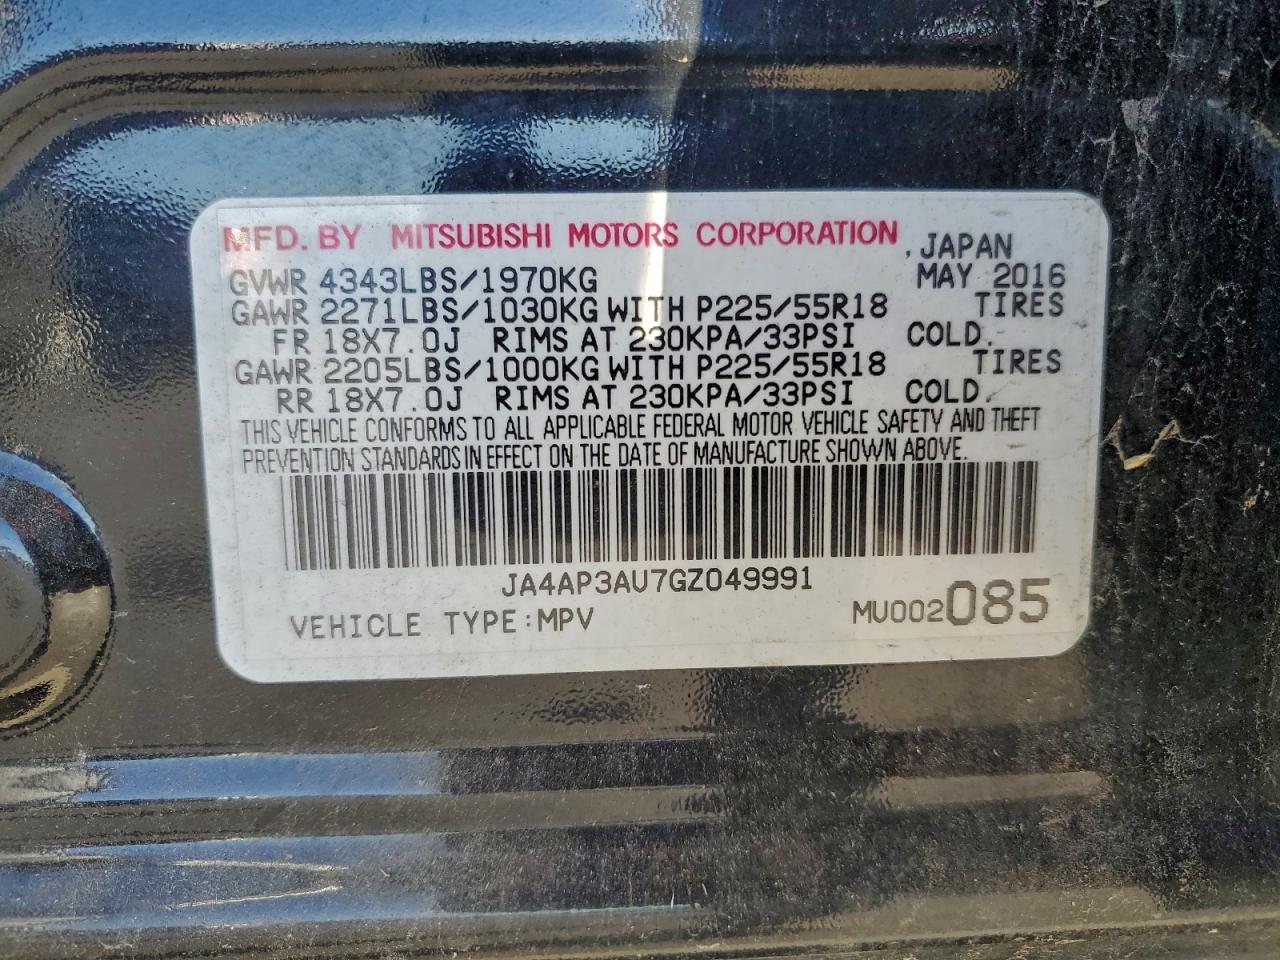 MFD. BY MITSUBISHI MOTORS CORPORATION , JAPAN
GVWR 4343LBS/1970KG MAY 2016
GAWR 2271LBS/1030KG WITH P225/55R18 TIRES
FR 18X7.0J RIMS AT 230KPA/33PSI COLD.
GAWR 2205LBS/1000KG WITH P225/55R18 TIRES
RR 18X7.0J RIMS AT 230KPA/33PSI COLD.
THIS VEHICLE CONFORMS TO ALL APPLICABLE FEDERAL MOTOR VEHICLE SAFETY AND THEFT
PREVENTION STANDARDS IN EFFECT ON THE DATE OF MANUFACTURE SHOWN ABOVE.
JA4AP3AU7GZ049991
VEHICLE TYPE:MPV MU002085